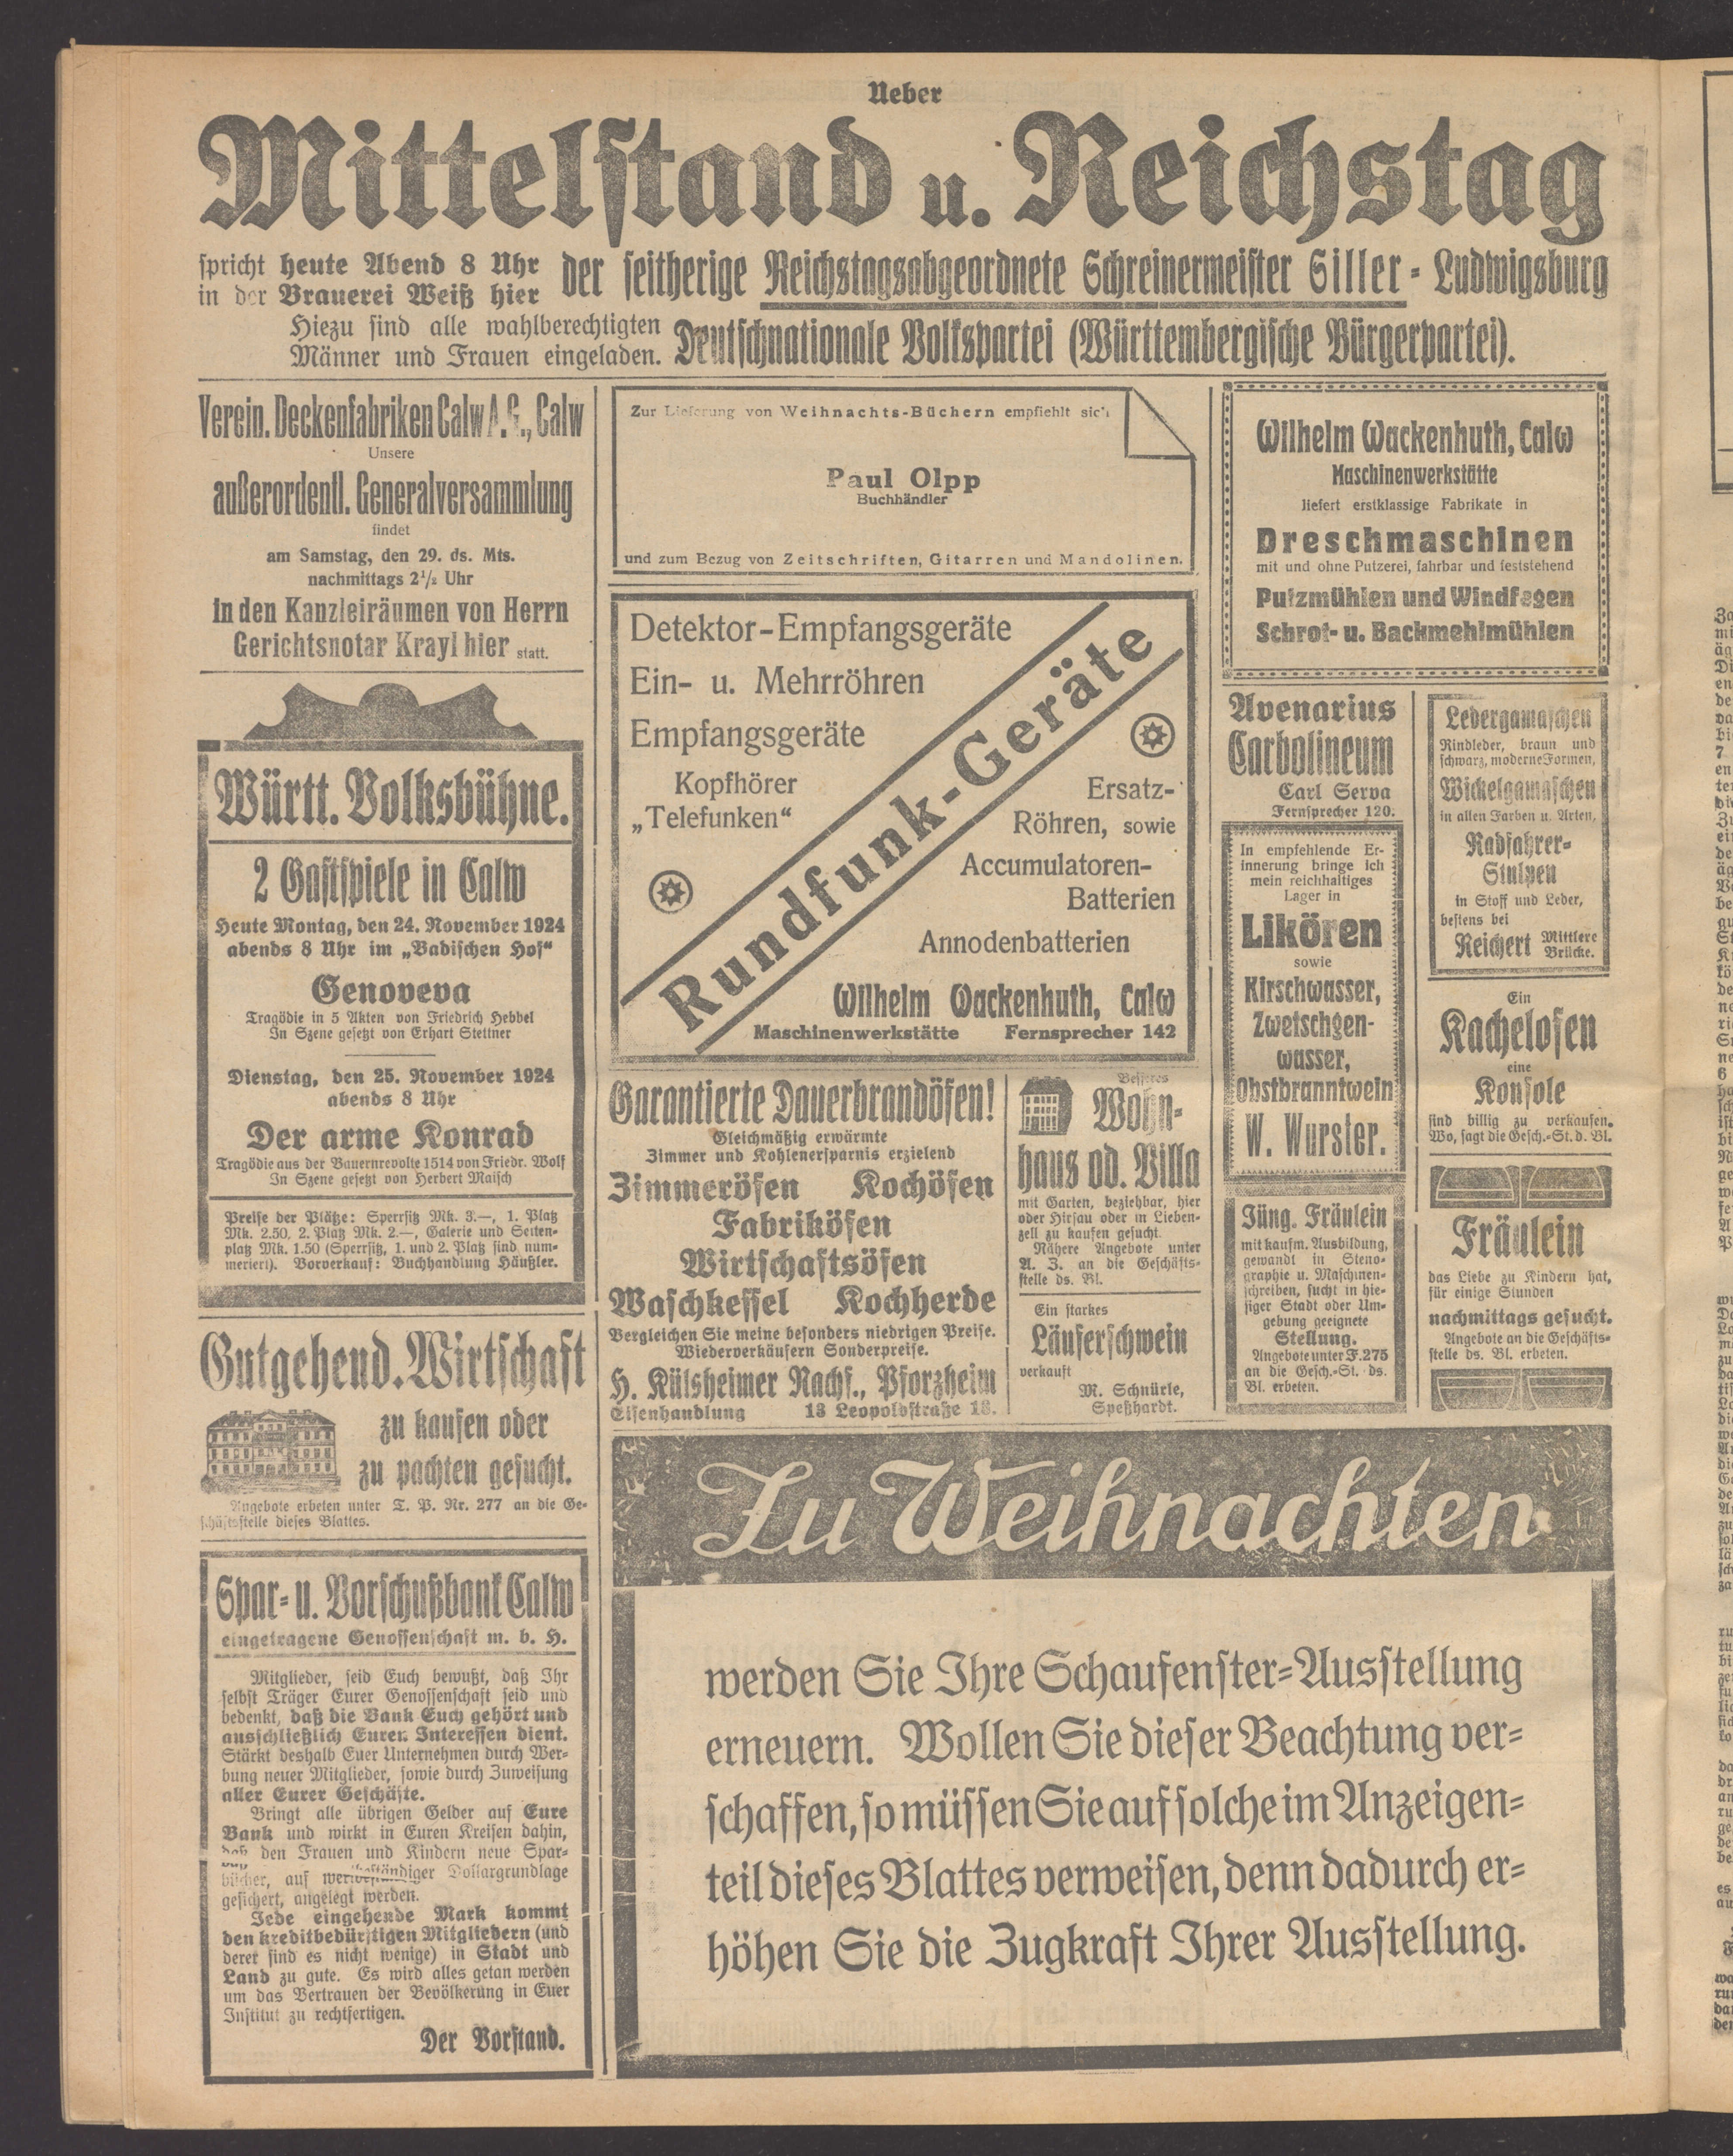 Ueber
Mittelstand u. Reichstag
spricht heute Abend 8 Uhr
in der Brauerei Weiß hier
der seitherige Reichstagsabgeordnete Schreinermeister Siller-Ludwigsburg
Hiezu sind alle wahlberechtigten
Männer und Frauen eingeladen.
Deutschnationale Volkspartei (Württembergische Bürgerpartei).
Verein. Deckenfabriken Calw A.G., Calw
Unsere
außerordentl. Generalversammlung
findet
am Samstag, den 29. ds. Mts.
nachmittags 2½ Uhr
in den Kanzleiräumen von Herrn
Gerichtsnotar Krayl hier statt.
Württ. Volksbühne.
2 Gastspiele in Calw
Heute Montag, den 24. November 1924
abends 8 Uhr im „Badischen Hof“
Genoveva
Tragödie in 5 Akten von Friedrich Hebbel
In Szene gesetzt von Erhart Stettner
Dienstag, den 25. November 1924
abends 8 Uhr
Der arme Konrad
Tragödie aus der Bauernrevolte 1514 von Friedr. Wolf
In Szene gesetzt von Herbert Maisch
Preise der Plätze: Sperrsitz Mk. 3.—, 1. Platz
Mk. 2.50, 2. Platz Mk. 2.—, Galerie und Seiten-
platz Mk. 1.50 (Sperrsitz, 1. und 2. Platz sind num-
meriert). Vorverkauf: Buchhandlung Häußler.
Gutgehend. Wirtschaft
zu kaufen oder
zu pachten gesucht.
Angebote erbeten unter T. P. Nr. 277 an die Ge-
schäftsstelle dieses Blattes.
Spar- u. Vorschußbank Calw
eingetragene Genossenschaft m. b. H.
Mitglieder, seid Euch bewußt, daß Ihr
selbst Träger Eurer Genossenschaft seid und
bedenkt, daß die Bank Euch gehört und
ausschließlich Euren Interessen dient.
Stärkt deshalb Euer Unternehmen durch Wer-
bung neuer Mitglieder, sowie durch Zuweisung
aller Eurer Geschäfte.
Bringt alle übrigen Gelder auf Eure
Bank und wirkt in Euren Kreisen dahin,
daß den Frauen und Kindern neue Spar-
bücher, auf wertbeständiger Dollargrundlage
gesichert, angelegt werden.
Jede eingehende Mark kommt
den kreditbedürftigen Mitgliedern (und
derer sind es nicht wenige) in Stadt und
Land zu gute. Es wird alles getan werden
um das Vertrauen der Bevölkerung in Euer
Institut zu rechtfertigen.
Der Vorstand.
Zur Lieferung von Weihnachts-Büchern empfiehlt sich
Paul Olpp
Buchhändler
und zum Bezug von Zeitschriften, Gitarren und Mandolinen.
Detektor-Empfangsgeräte
Ein- u. Mehrröhren
Empfangsgeräte
Kopfhörer
„Telefunken“
Rundfunk-Geräte
Ersatz-
Röhren, sowie
Accumulatoren-
Batterien
Annodenbatterien
Wilhelm Wackenhuth, Calw
Maschinenwerkstätte Fernsprecher 142
Garantierte Dauerbrandöfen!
Gleichmäßig erwärmte
Zimmer und Kohlenersparnis erzielend
Zimmeröfen Kochöfen
Fabriköfen
Wirtschaftsöfen
Waschkessel Kochherde
Vergleichen Sie meine besonders niedrigen Preise.
Wiederverkäufern Sonderpreise.
H. Külsheimer Nachf., Pforzheim
Eisenhandlung 13 Leopoldstraße 13.
Besseres
Wohn-
haus od. Villa
mit Garten, beziehbar, hier
oder Hirsau oder in Lieben-
zell zu kaufen gesucht.
Nähere Angebote unter
A. Z. an die Geschäfts-
stelle ds. Bl.
Ein starkes
Läuferschwein
verkauft
M. Schnürle,
Speßhardt.
Wilhelm Wackenhuth, Calw
Maschinenwerkstätte
liefert erstklassige Fabrikate in
Dreschmaschinen
mit und ohne Putzerei, fahrbar und feststehend
Putzmühlen und Windfegen
Schrot- u. Backmehlmühlen
Avenarius
Carbolineum
Carl Serva
Fernsprecher 120.
In empfehlende Er-
innerung bringe ich
mein reichhaltiges
Lager in
Likören
sowie
Kirschwasser,
Zwetschgen-
wasser,
Obstbranntwein
W. Wurster.
Jüng. Fräulein
mit kaufm. Ausbildung,
gewandt in Steno-
graphie u. Maschinen-
schreiben, sucht in hie-
siger Stadt oder Um-
gebung geeignete
Stellung.
Angebote unter F. 275
an die Gesch.-St. ds.
Bl. erbeten.
Ledergamaschen
Rindleder, braun und
schwarz, moderne Formen,
Wickelgamaschen
in allen Farben u. Arten,
Radfahrer-
Stulpen
in Stoff und Leder,
bestens bei
Reichert Mittlere
Brücke.
Ein
Kachelofen
eine
Konsole
sind billig zu verkaufen.
Wo, sagt die Gesch.-St. d. Bl.
Fräulein
das Liebe zu Kindern hat,
für einige Stunden
nachmittags gesucht.
Angebote an die Geschäfts-
stelle ds. Bl. erbeten.
Zu Weihnachten
werden Sie Ihre Schaufenster-Ausstellung
erneuern. Wollen Sie dieser Beachtung ver-
schaffen, so müssen Sie auf solche im Anzeigen-
teil dieses Blattes verweisen, denn dadurch er-
höhen Sie die Zugkraft Ihrer Ausstellung.